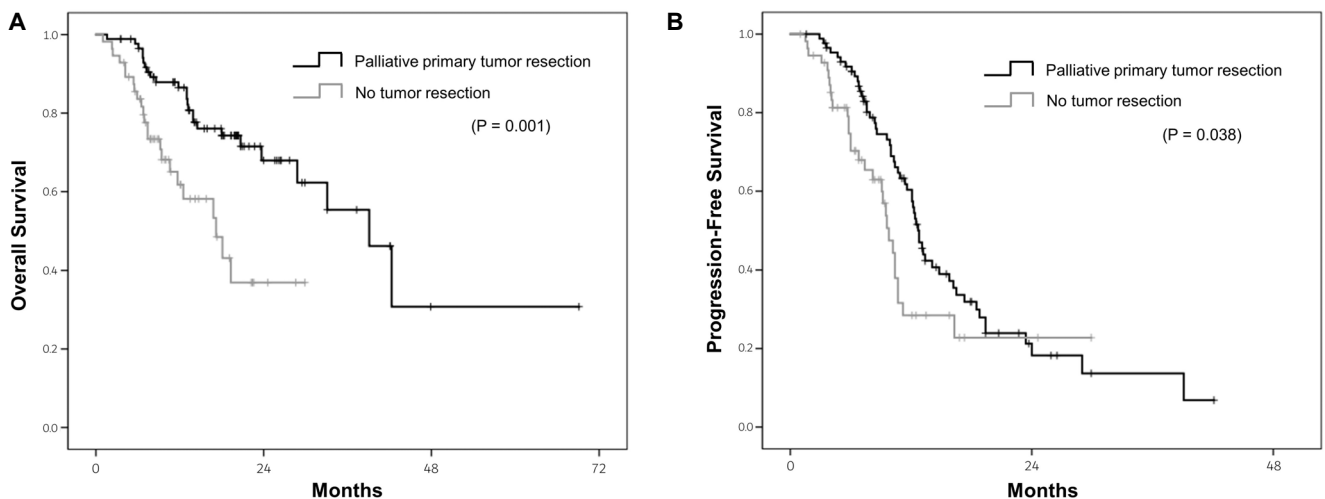 A
Overall Survival
1.0
0.8
0.6
0.4
0.2
0.0
Palliative primary tumor resection
No tumor resection
(P = 0.001)
0
24
48
72
Months
B
Progression-Free Survival
1.0
0.8
0.6
0.4
0.2
0.0
Palliative primary tumor resection
No tumor resection
(P = 0.038)
0
24
48
Months